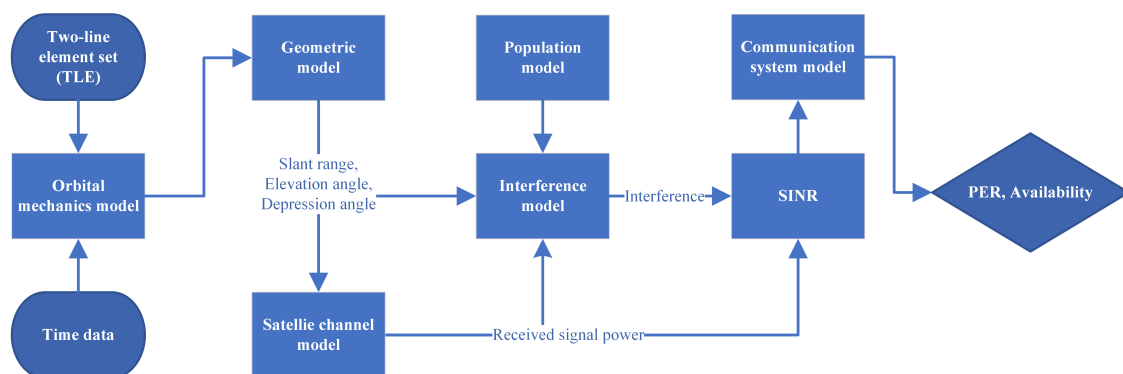 Two-line
element set
(TLE)
Geometric
model
Population
model
Communication
system model
Slant range,
Elevation angle,
Depression angle
Orbital
mechanics model
Interference
model
Interference
SINR
PER, Availability
Time data
Satellie channel
model
Received signal power